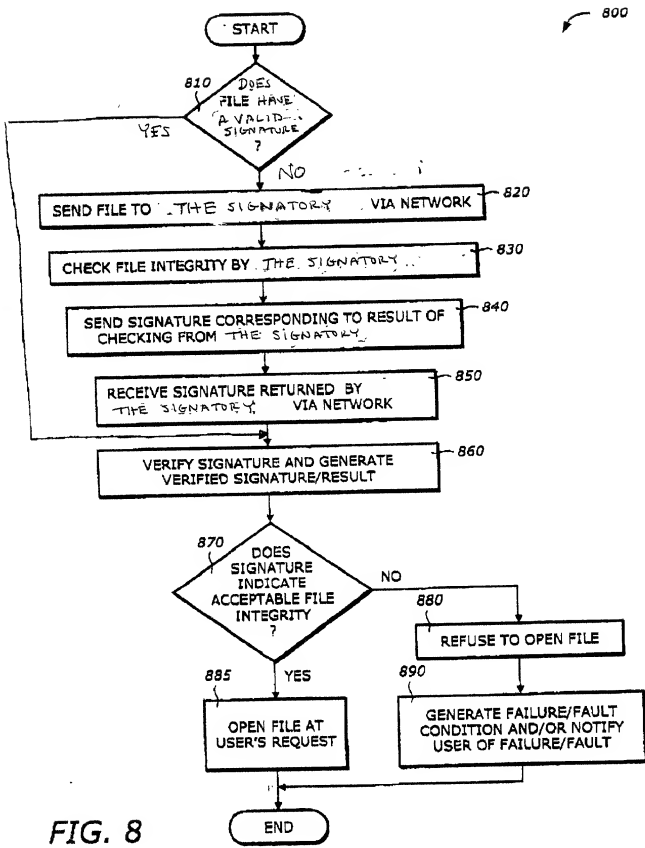 800
START
810
DOES
FILE HAVE
A VALID
SIGNATURE
?
YES
NO
820
SEND FILE TO THE SIGNATORY VIA NETWORK
830
CHECK FILE INTEGRITY BY THE SIGNATORY
840
SEND SIGNATURE CORRESPONDING TO RESULT OF
CHECKING FROM THE SIGNATORY
850
RECEIVE SIGNATURE RETURNED BY
THE SIGNATORY VIA NETWORK
860
VERIFY SIGNATURE AND GENERATE
VERIFIED SIGNATURE/RESULT
870
DOES
SIGNATURE
INDICATE
ACCEPTABLE FILE
INTEGRITY
?
NO
880
REFUSE TO OPEN FILE
885
YES
OPEN FILE AT
USER'S REQUEST
890
GENERATE FAILURE/FAULT
CONDITION AND/OR NOTIFY
USER OF FAILURE/FAULT
END
FIG. 8